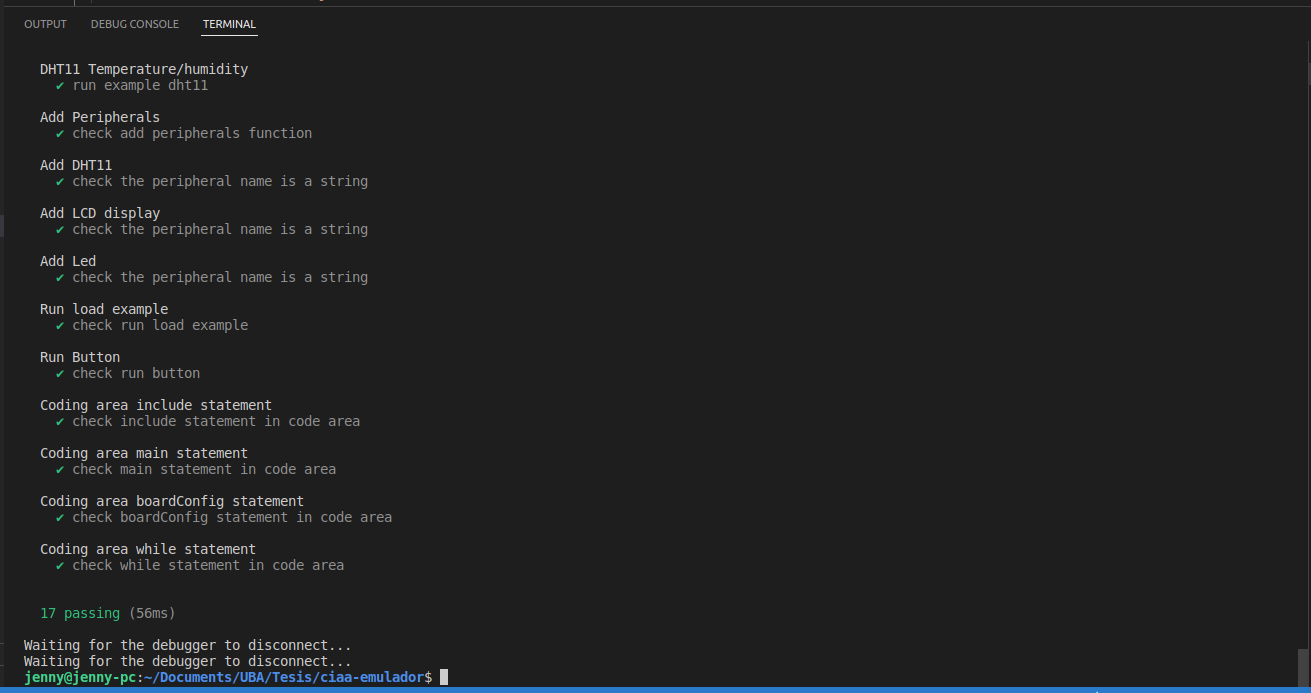 OUTPUT DEBUG CONSOLE TERMINAL
DHT11 Temperature/humidity
✔ run example dht11
Add Peripherals
✔ check add peripherals function
Add DHT11
✔ check the peripheral name is a string
Add LCD display
✔ check the peripheral name is a string
Add Led
✔ check the peripheral name is a string
Run load example
✔ check run load example
Run Button
✔ check run button
Coding area include statement
✔ check include statement in code area
Coding area main statement
✔ check main statement in code area
Coding area boardConfig statement
✔ check boardConfig statement in code area
Coding area while statement
✔ check while statement in code area
17 passing (56ms)
Waiting for the debugger to disconnect...
Waiting for the debugger to disconnect...
jenny@jenny-pc:~/Documents/UBA/Tesis/ciaa-emulador$